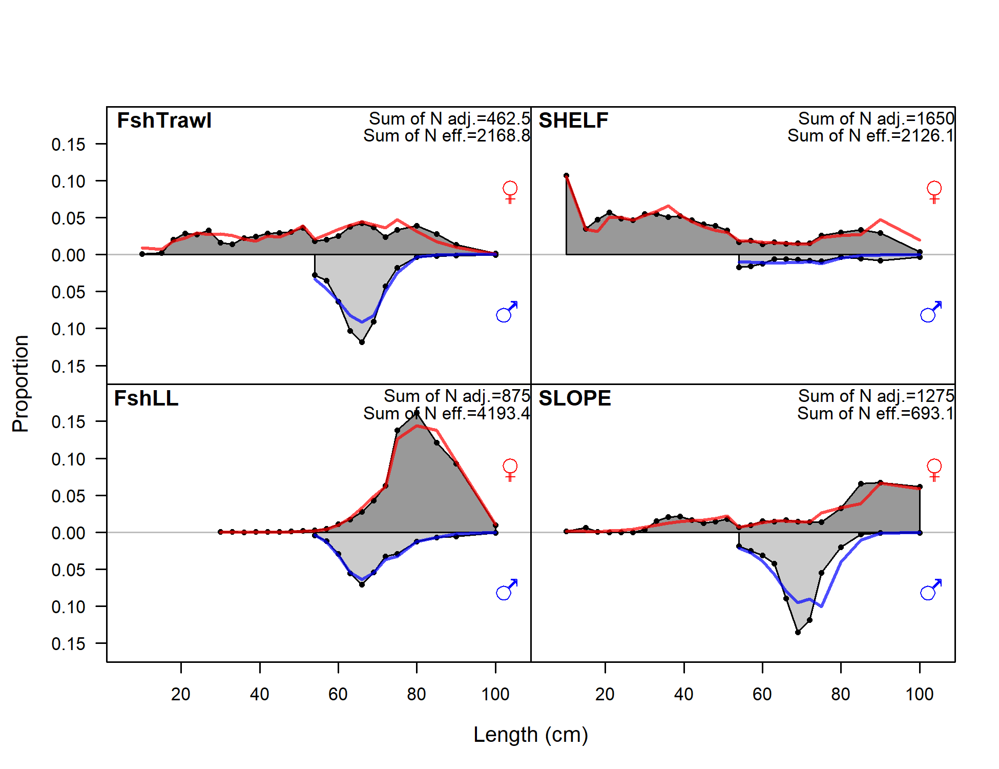 FshTrawl
Sum of N adj.=462.5
Sum of N eff.=2168.8
SHELF
Sum of N adj.=1650
Sum of N eff.=2126.1
0.15
0.10
0.05
0.00
0.05
0.10
0.15
♀
♂
♀
♂
FshLL
Sum of N adj.=875
Sum of N eff.=4193.4
SLOPE
Sum of N adj.=1275
Sum of N eff.=693.1
0.15
0.10
0.05
0.00
0.05
0.10
0.15
♀
♂
♀
♂
Proportion
20 40 60 80 100 20 40 60 80 100
Length (cm)